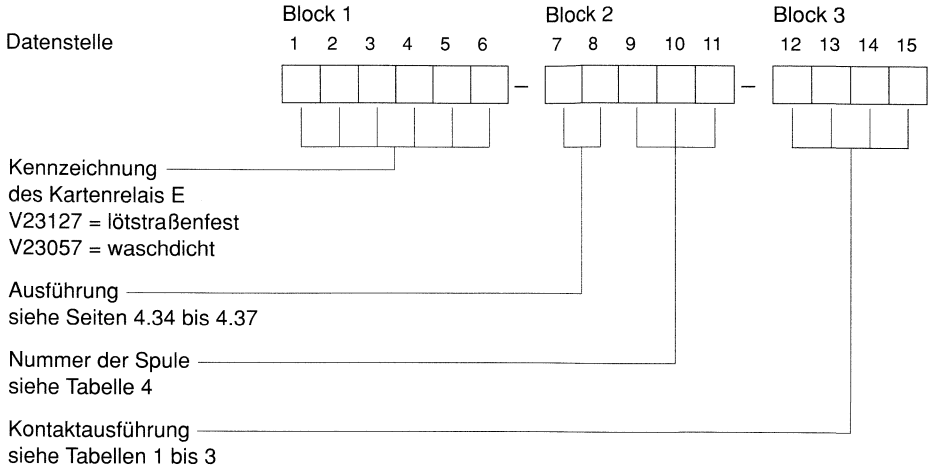 Block 1 Block 2 Block 3
Datenstelle 1 2 3 4 5 6 7 8 9 10 11 12 13 14 15
– –
Kennzeichnung
des Kartenrelais E
V23127 = lötstraßenfest
V23057 = waschdicht
Ausführung
siehe Seiten 4.34 bis 4.37
Nummer der Spule
siehe Tabelle 4
Kontaktausführung
siehe Tabellen 1 bis 3